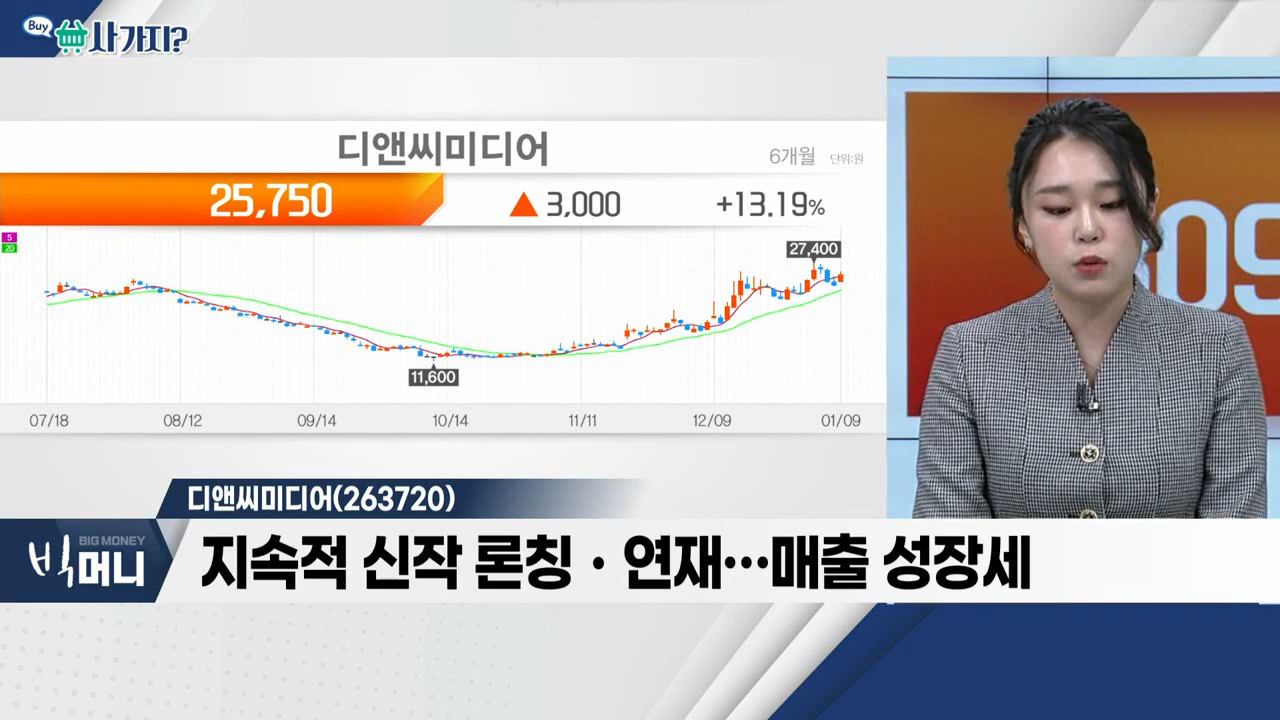 Buy 사가지?
디앤씨미디어
6개월 단위:원
25,750 ▲ 3,000 +13.19%
5
20
27,400
11,600
07/18 08/12 09/14 10/14 11/11 12/09 01/09
09
디앤씨미디어(263720)
BIG MONEY
빅머니
지속적 신작 론칭·연재…매출 성장세